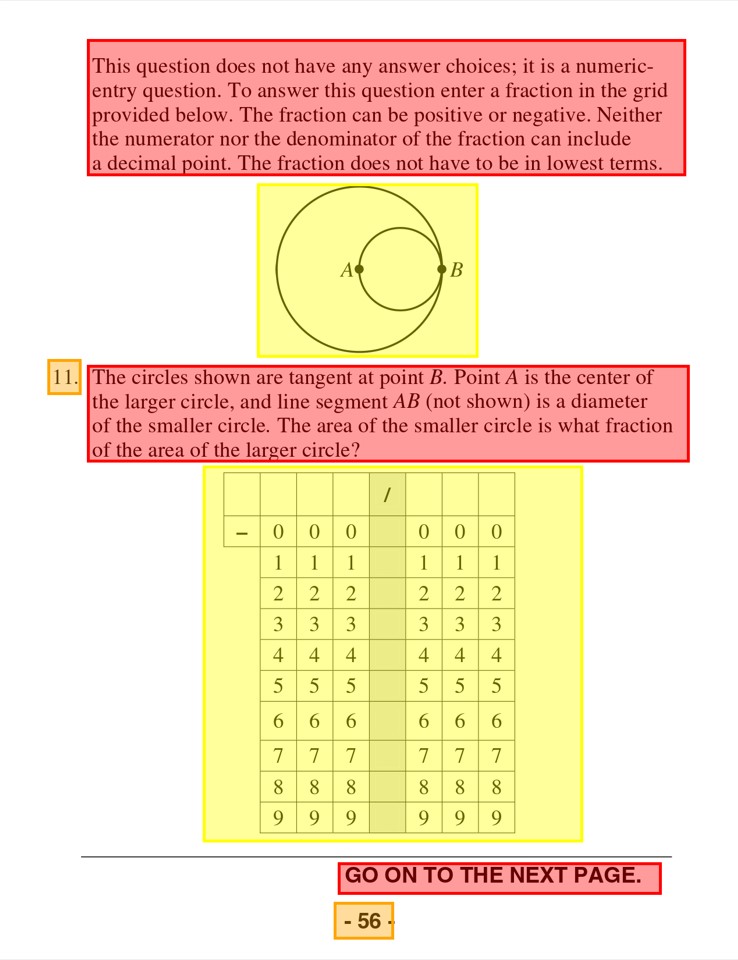 This question does not have any answer choices; it is a numeric-
entry question. To answer this question enter a fraction in the grid
provided below. The fraction can be positive or negative. Neither
the numerator nor the denominator of the fraction can include
a decimal point. The fraction does not have to be in lowest terms.
A B
11. The circles shown are tangent at point B. Point A is the center of
the larger circle, and line segment AB (not shown) is a diameter
of the smaller circle. The area of the smaller circle is what fraction
of the area of the larger circle?
/
– 0 0 0 0 0 0
1 1 1 1 1 1
2 2 2 2 2 2
3 3 3 3 3 3
4 4 4 4 4 4
5 5 5 5 5 5
6 6 6 6 6 6
7 7 7 7 7 7
8 8 8 8 8 8
9 9 9 9 9 9
GO ON TO THE NEXT PAGE.
- 56 -